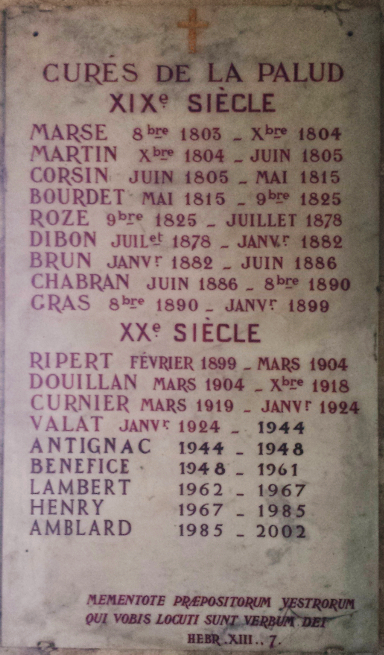 CURÉS DE LA PALUD
XIXe SIÈCLE
MARSE 8bre 1803 - Xbre 1804
MARTIN Xbre 1804 - JUIN 1805
CORSIN JUIN 1805 - MAI 1815
BOURDET MAI 1815 - 9bre 1825
ROZE 9bre 1825 - JUILLET 1878
DIBON JUILet 1878 - JANVr 1882
BRUN JANVr 1882 - JUIN 1886
CHABRAN JUIN 1886 - 8bre 1890
GRAS 8bre 1890 - JANVr 1899
XXe SIÈCLE
RIPERT FÉVRIER 1899 - MARS 1904
DOUILLAN MARS 1904 - Xbre 1918
CURNIER MARS 1919 - JANVr 1924
VALAT JANVr 1924 - 1944
ANTIGNAC 1944 - 1948
BENEFICE 1948 - 1961
LAMBERT 1962 - 1967
HENRY 1967 - 1985
AMBLARD 1985 - 2002
MEMENTOTE PRÆPOSITORUM VESTRORUM
QUI VOBIS LOCUTI SUNT VERBUM DEI
HEBR. XIII.. 7.